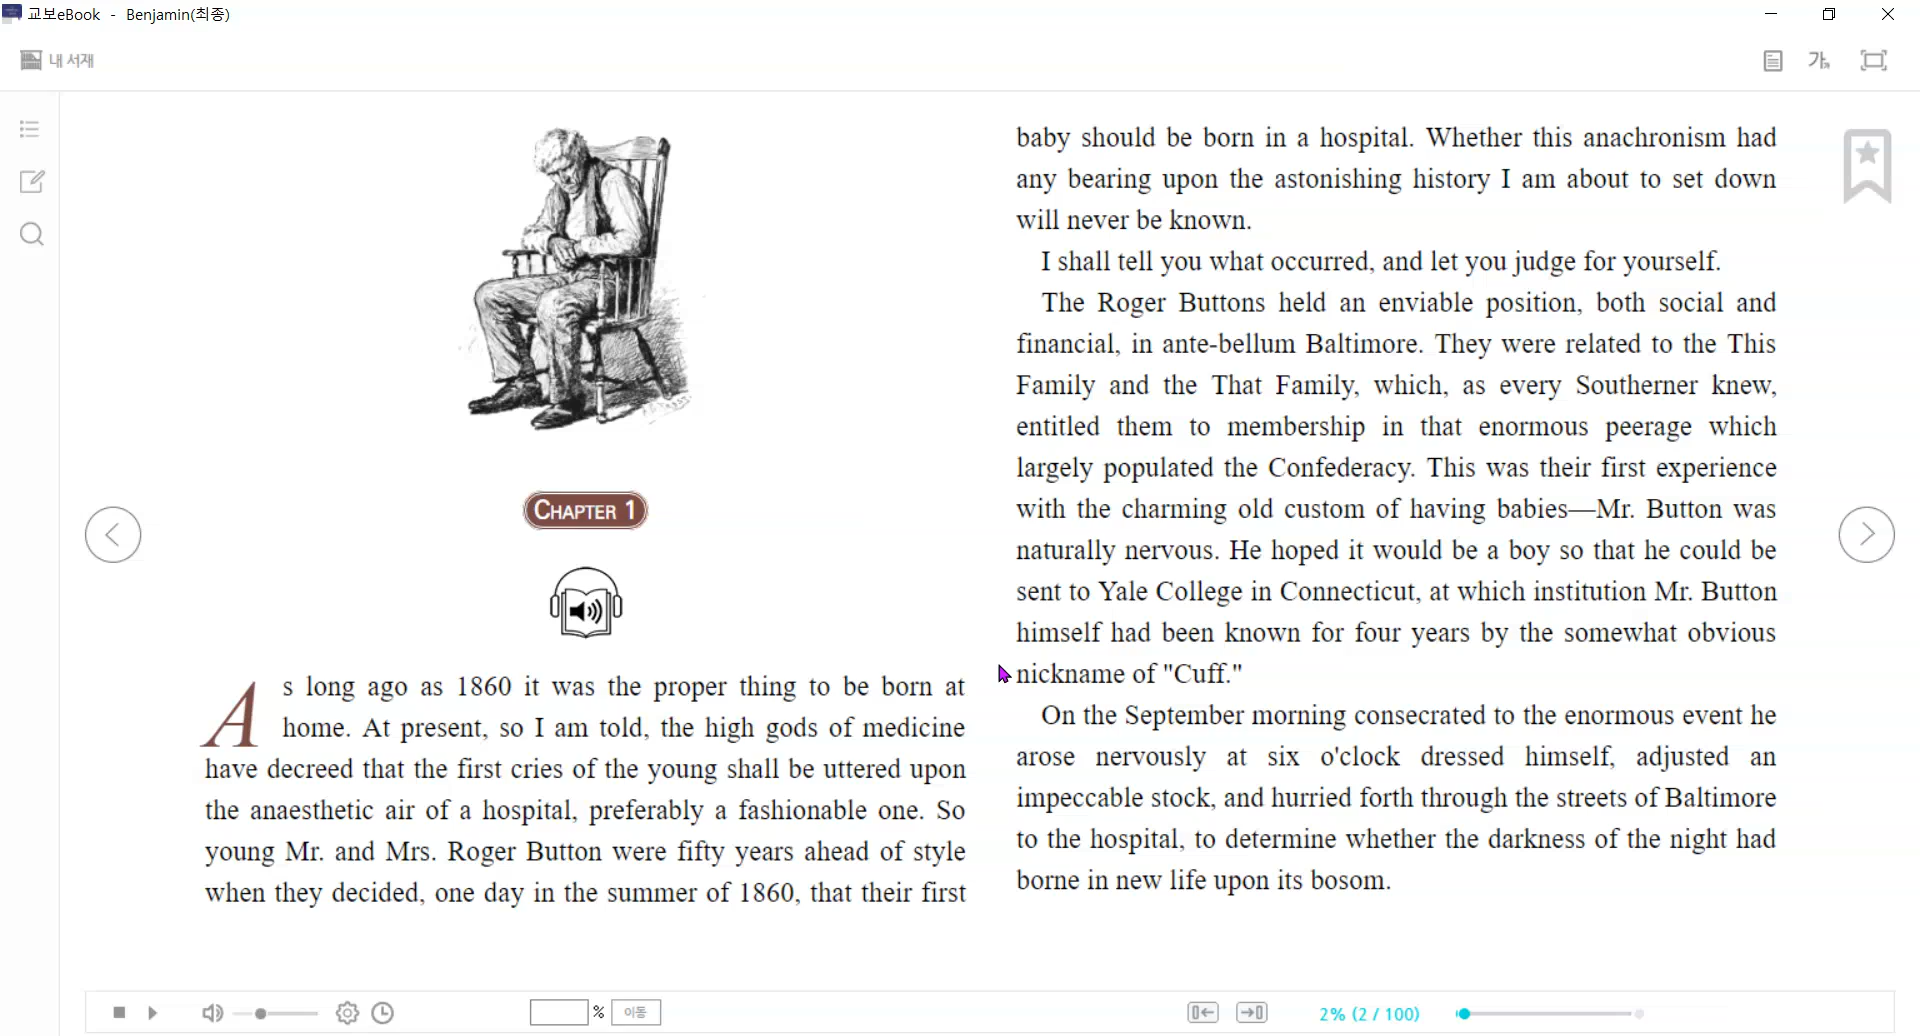 교보eBook - Benjamin(최종)
내 서재
가
CHAPTER 1
As long ago as 1860 it was the proper thing to be born at
home. At present, so I am told, the high gods of medicine
have decreed that the first cries of the young shall be uttered upon
the anaesthetic air of a hospital, preferably a fashionable one. So
young Mr. and Mrs. Roger Button were fifty years ahead of style
when they decided, one day in the summer of 1860, that their first
baby should be born in a hospital. Whether this anachronism had
any bearing upon the astonishing history I am about to set down
will never be known.
I shall tell you what occurred, and let you judge for yourself.
The Roger Buttons held an enviable position, both social and
financial, in ante-bellum Baltimore. They were related to the This
Family and the That Family, which, as every Southerner knew,
entitled them to membership in that enormous peerage which
largely populated the Confederacy. This was their first experience
with the charming old custom of having babies—Mr. Button was
naturally nervous. He hoped it would be a boy so that he could be
sent to Yale College in Connecticut, at which institution Mr. Button
himself had been known for four years by the somewhat obvious
nickname of "Cuff."
On the September morning consecrated to the enormous event he
arose nervously at six o'clock dressed himself, adjusted an
impeccable stock, and hurried forth through the streets of Baltimore
to the hospital, to determine whether the darkness of the night had
borne in new life upon its bosom.
% 이동
2% (2 / 100)